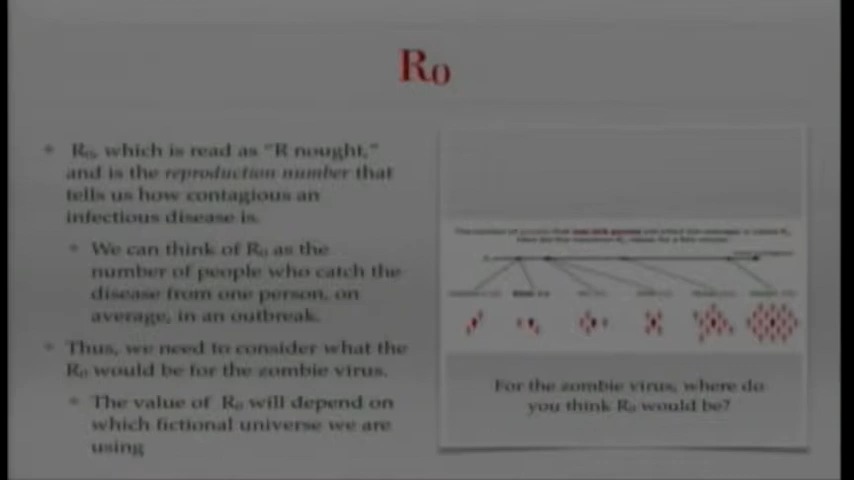 R0
R0, which is read as "R nought,"
and is the reproduction number that
tells us how contagious an
infectious disease is.
We can think of R0 as the
number of people who catch the
disease from one person, on
average, in an outbreak.
Thus, we need to consider what the
R0 would be for the zombie virus.
The value of R0 will depend on
which fictional universe we are
using
For the zombie virus, where do
you think R0 would be?